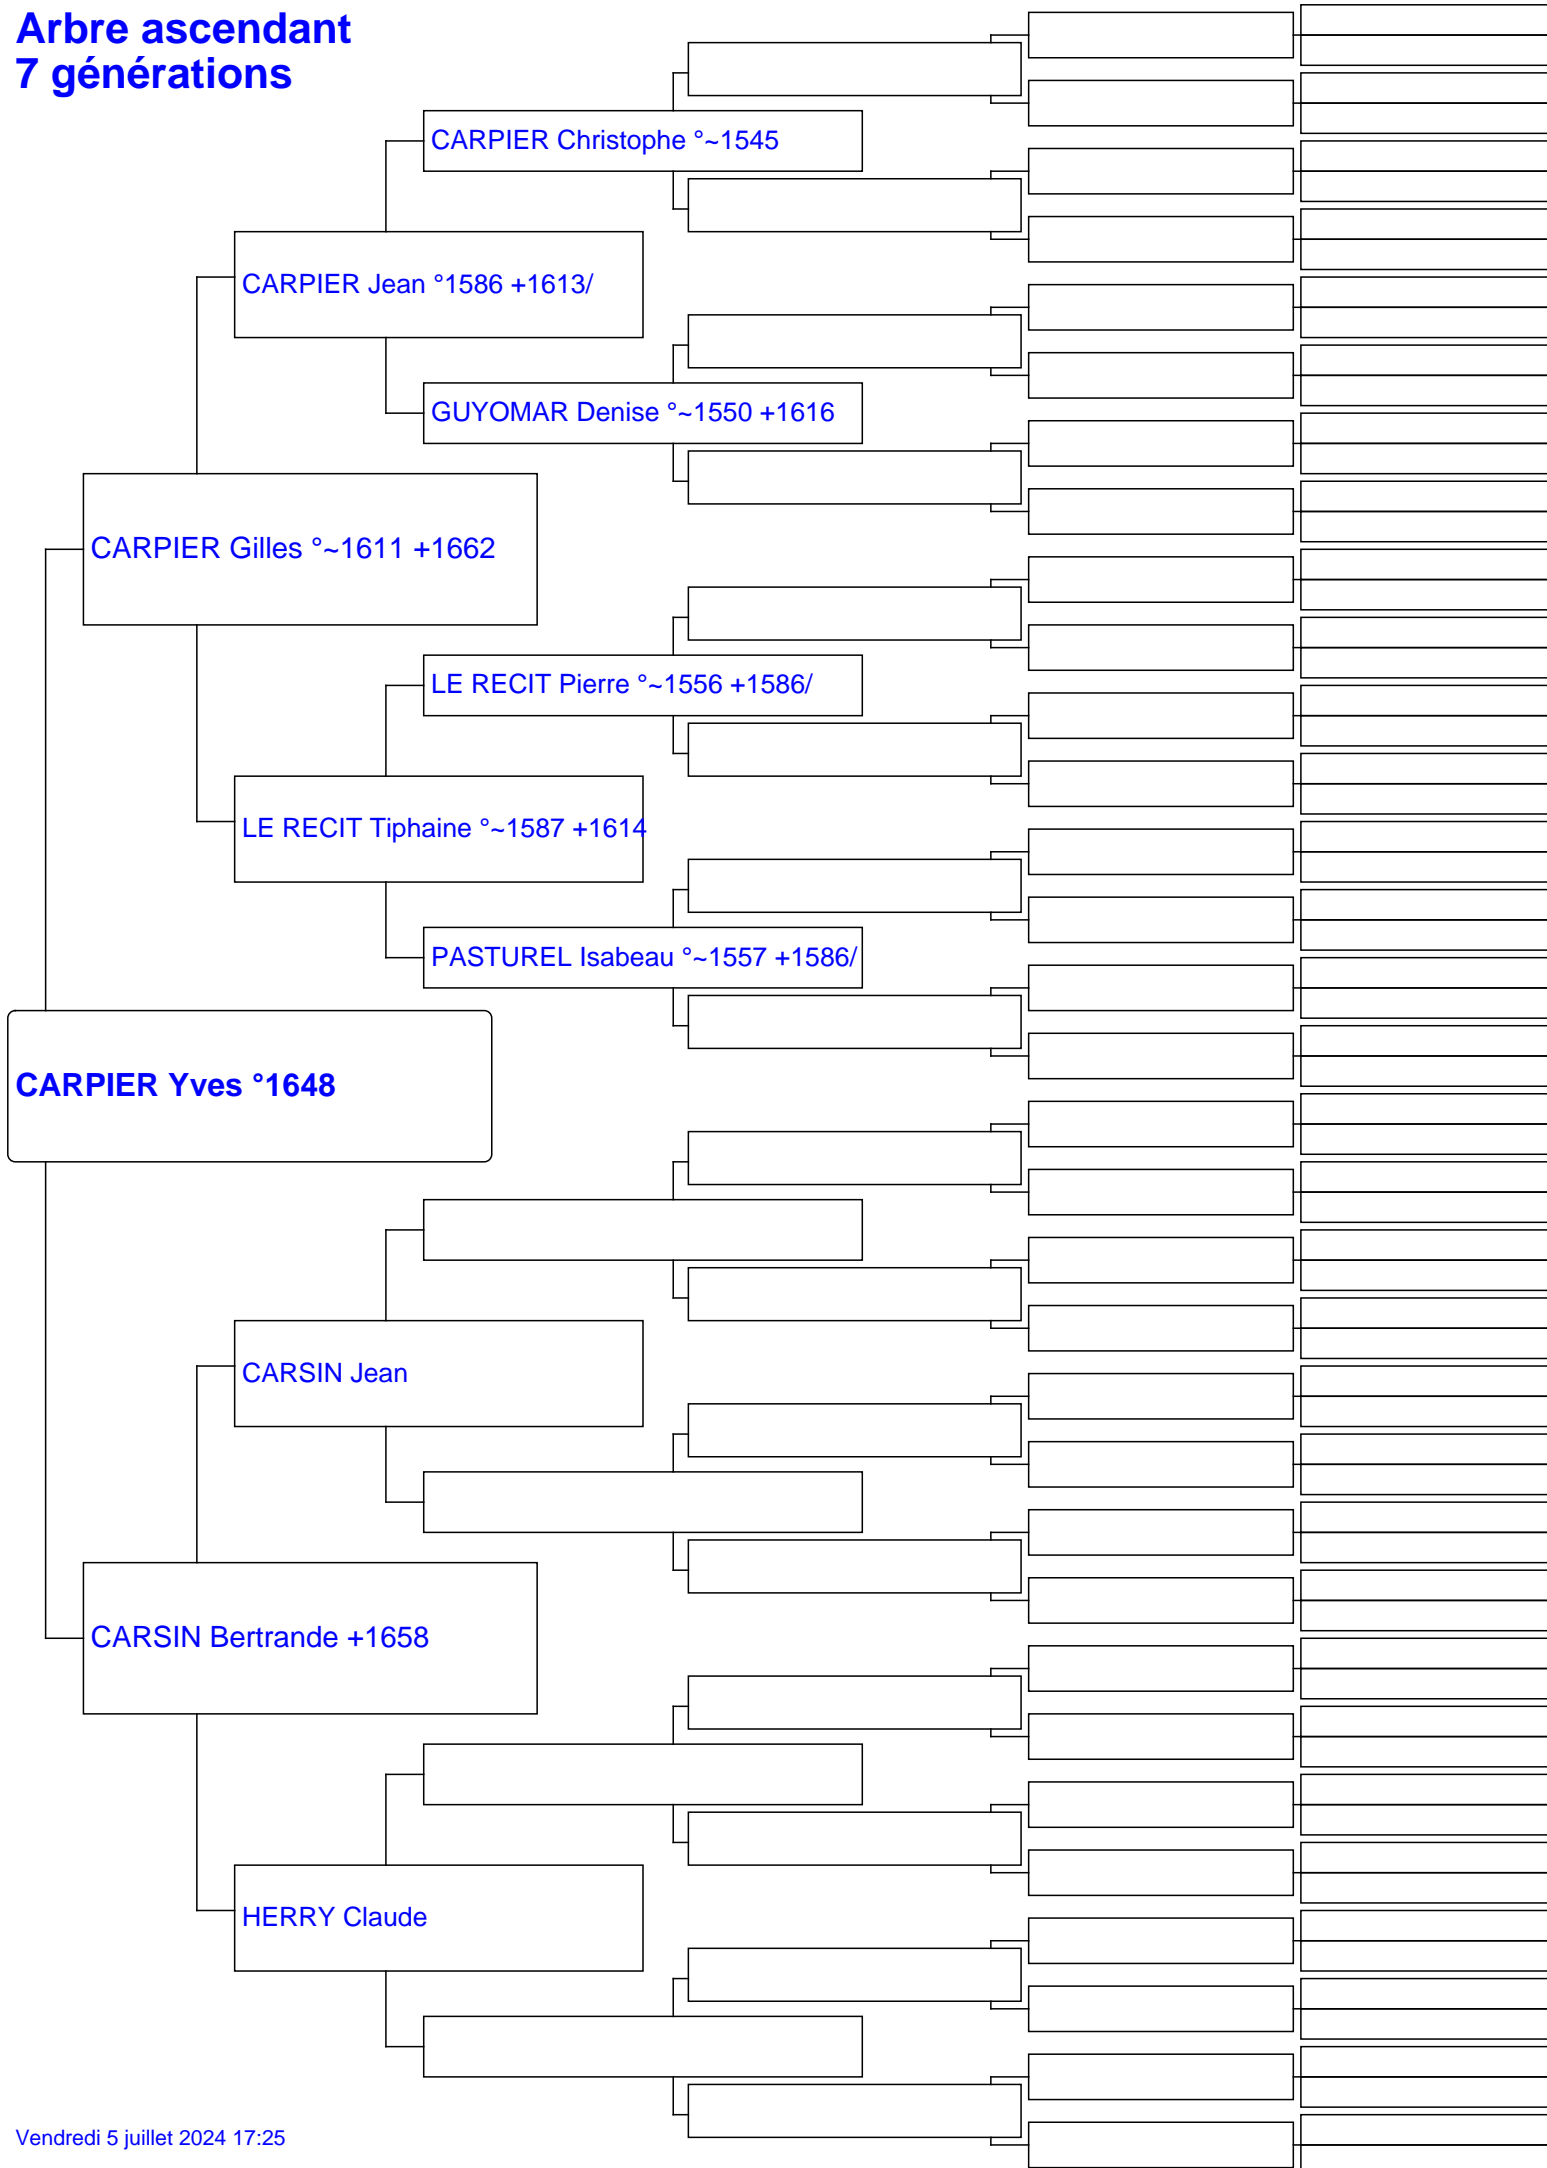 Arbre ascendant
7 générations
CARPIER Christophe °~1545
CARPIER Jean °1586 +1613/
GUYOMAR Denise °~1550 +1616
CARPIER Gilles °~1611 +1662
LE RECIT Pierre °~1556 +1586/
LE RECIT Tiphaine °~1587 +1614
PASTUREL Isabeau °~1557 +1586/
CARPIER Yves °1648
CARSIN Jean
CARSIN Bertrande +1658
HERRY Claude
Vendredi 5 juillet 2024 17:25